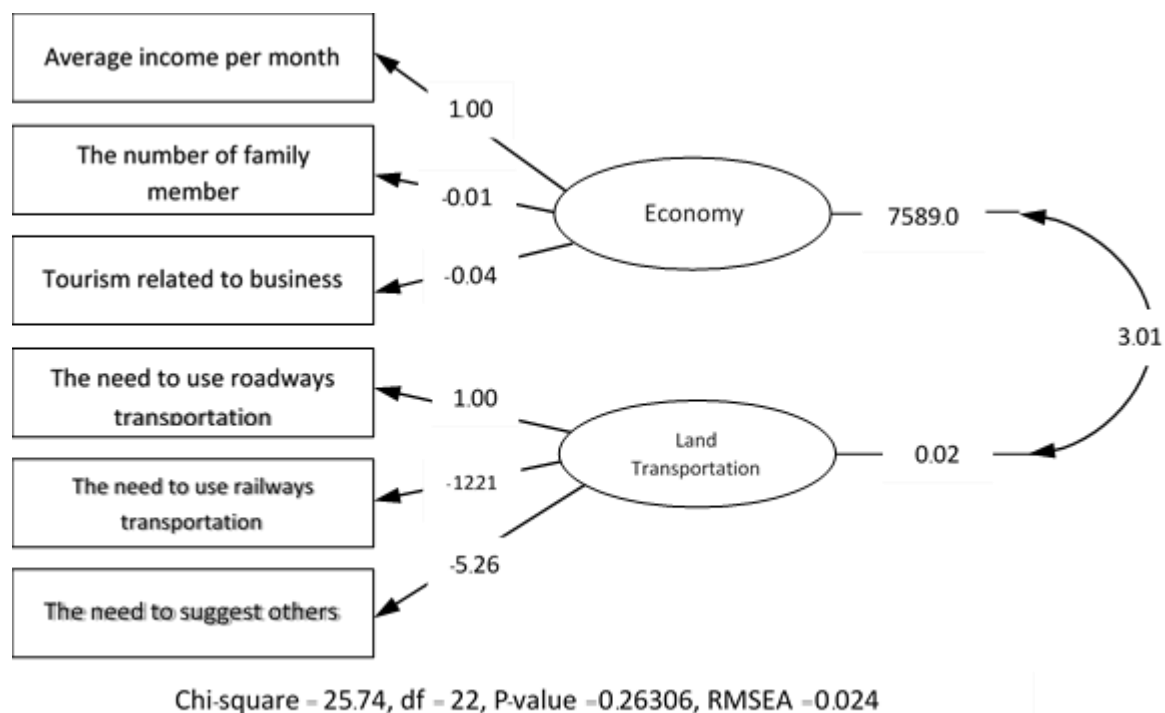 Average income per month
1.00
The number of family
member
-0.01
Economy
7589.0
Tourism related to business
-0.04
3.01
The need to use roadways
transportation
1.00
Land
Transportation
0.02
The need to use railways
transportation
-1221
-5.26
The need to suggest others
Chi-square = 25.74, df = 22, P-value =0.26306, RMSEA =0.024